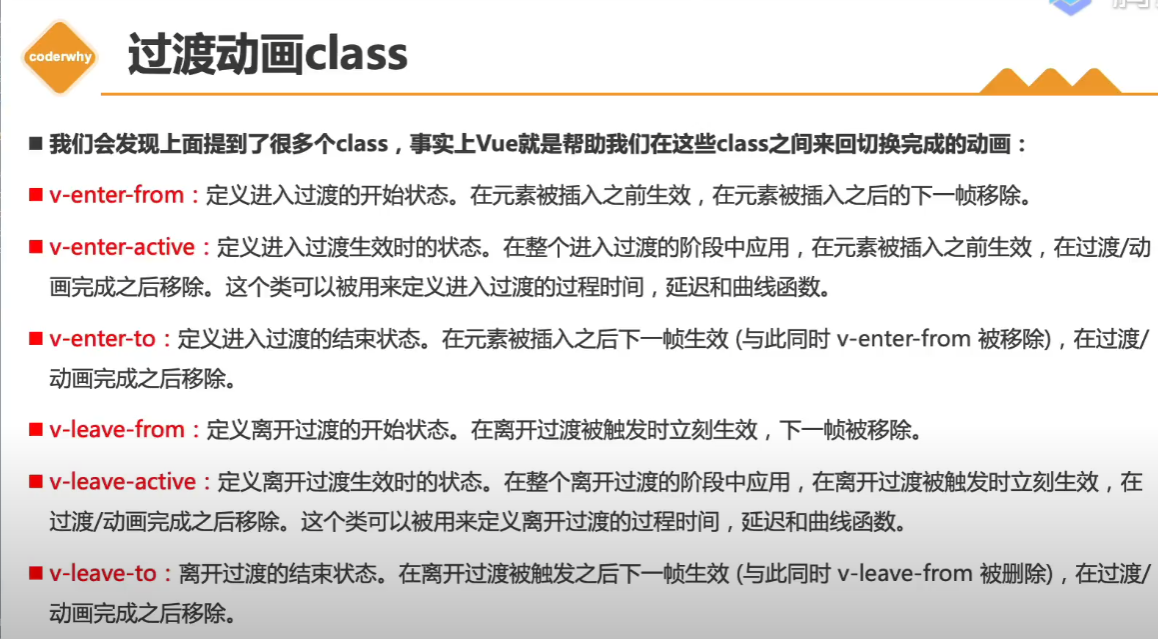 coderwhy
过渡动画class
我们会发现上面提到了很多个class，事实上Vue就是帮助我们在这些class之间来回切换完成的动画：
v-enter-from：定义进入过渡的开始状态。在元素被插入之前生效，在元素被插入之后的下一帧移除。
v-enter-active：定义进入过渡生效时的状态。在整个进入过渡的阶段中应用，在元素被插入之前生效，在过渡/动
画完成之后移除。这个类可以被用来定义进入过渡的过程时间，延迟和曲线函数。
v-enter-to：定义进入过渡的结束状态。在元素被插入之后下一帧生效 (与此同时 v-enter-from 被移除)，在过渡/
动画完成之后移除。
v-leave-from：定义离开过渡的开始状态。在离开过渡被触发时立刻生效，下一帧被移除。
v-leave-active：定义离开过渡生效时的状态。在整个离开过渡的阶段中应用，在离开过渡被触发时立刻生效，在
过渡/动画完成之后移除。这个类可以被用来定义离开过渡的过程时间，延迟和曲线函数。
v-leave-to：离开过渡的结束状态。在离开过渡被触发之后下一帧生效 (与此同时 v-leave-from 被删除)，在过渡/
动画完成之后移除。